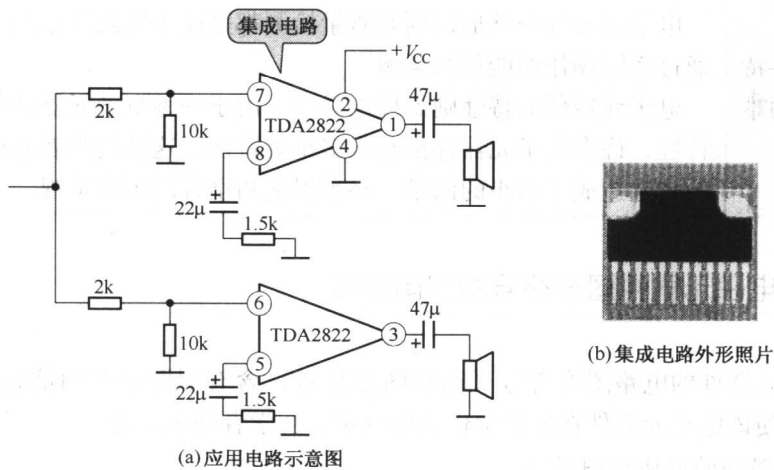 集成电路
+VCC
2k
10k
7
2
TDA2822
4
8
1
47μ
+
22μ
+
1.5k
2k
10k
6
TDA2822
5
3
47μ
+
22μ
+
1.5k
(a)应用电路示意图
(b)集成电路外形照片